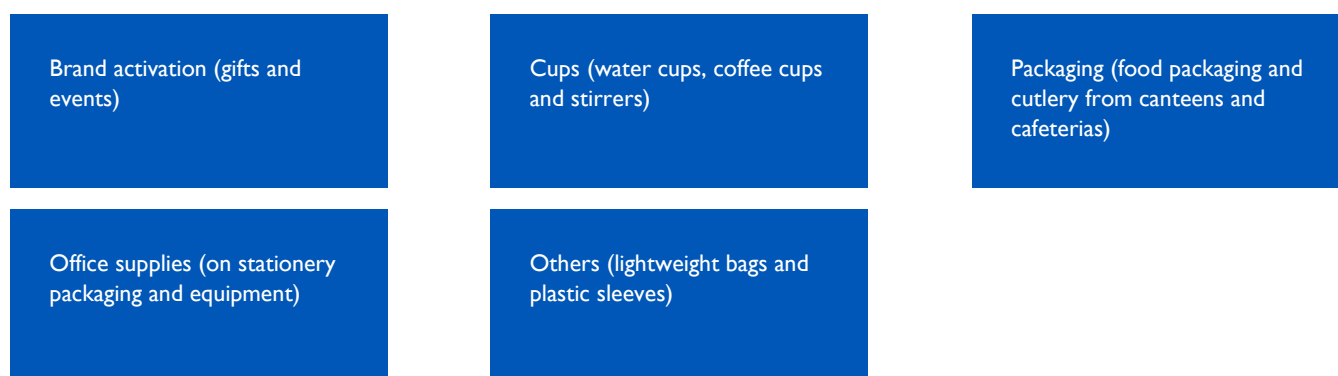 Brand activation (gifts and
events)
Cups (water cups, coffee cups
and stirrers)
Packaging (food packaging and
cutlery from canteens and
cafeterias)
Office supplies (on stationery
packaging and equipment)
Others (lightweight bags and
plastic sleeves)